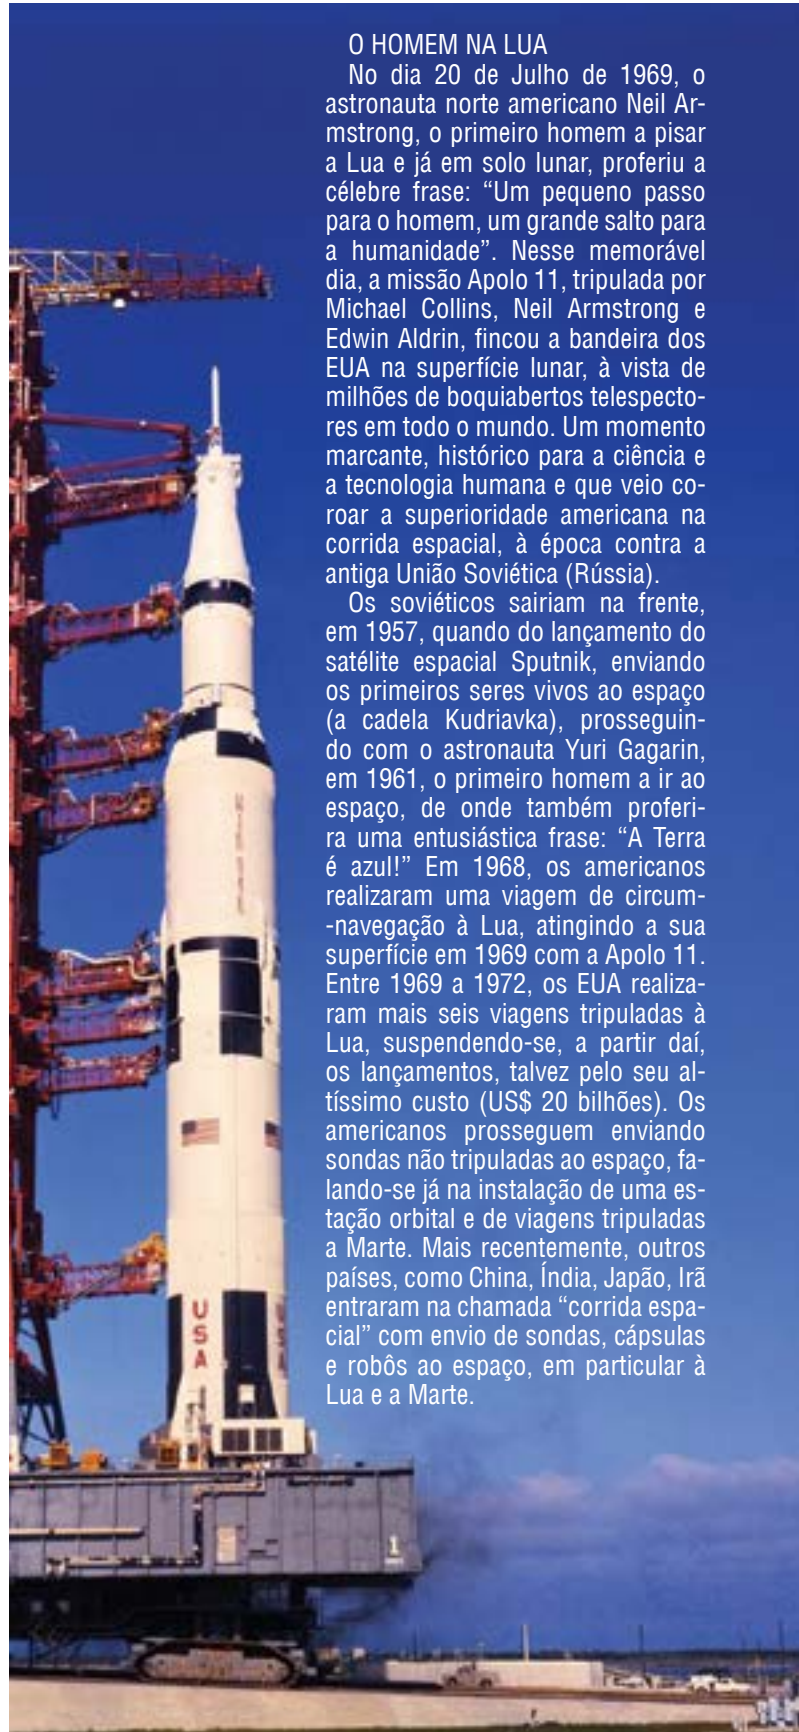 O HOMEM NA LUA
No dia 20 de Julho de 1969, o
astronauta norte americano Neil Ar-
mstrong, o primeiro homem a pisar
a Lua e já em solo lunar, proferiu a
célebre frase: “Um pequeno passo
para o homem, um grande salto para
a humanidade”. Nesse memorável
dia, a missão Apolo 11, tripulada por
Michael Collins, Neil Armstrong e
Edwin Aldrin, fincou a bandeira dos
EUA na superfície lunar, à vista de
milhões de boquiabertos telespecto-
res em todo o mundo. Um momento
marcante, histórico para a ciência e
a tecnologia humana e que veio co-
roar a superioridade americana na
corrida espacial, à época contra a
antiga União Soviética (Rússia).
Os soviéticos sairiam na frente,
em 1957, quando do lançamento do
satélite espacial Sputnik, enviando
os primeiros seres vivos ao espaço
(a cadela Kudriavka), prosseguin-
do com o astronauta Yuri Gagarin,
em 1961, o primeiro homem a ir ao
espaço, de onde também proferi-
ra uma entusiástica frase: “A Terra
é azul!” Em 1968, os americanos
realizaram uma viagem de circum-
-navegação à Lua, atingindo a sua
superfície em 1969 com a Apolo 11.
Entre 1969 a 1972, os EUA realiza-
ram mais seis viagens tripuladas à
Lua, suspendendo-se, a partir daí,
os lançamentos, talvez pelo seu al-
tíssimo custo (US$ 20 bilhões). Os
americanos prosseguem enviando
sondas não tripuladas ao espaço, fa-
lando-se já na instalação de uma es-
tação orbital e de viagens tripuladas
a Marte. Mais recentemente, outros
países, como China, Índia, Japão, Irã
entraram na chamada “corrida espa-
cial” com envio de sondas, cápsulas
e robôs ao espaço, em particular à
Lua e a Marte.
USA
USA
1